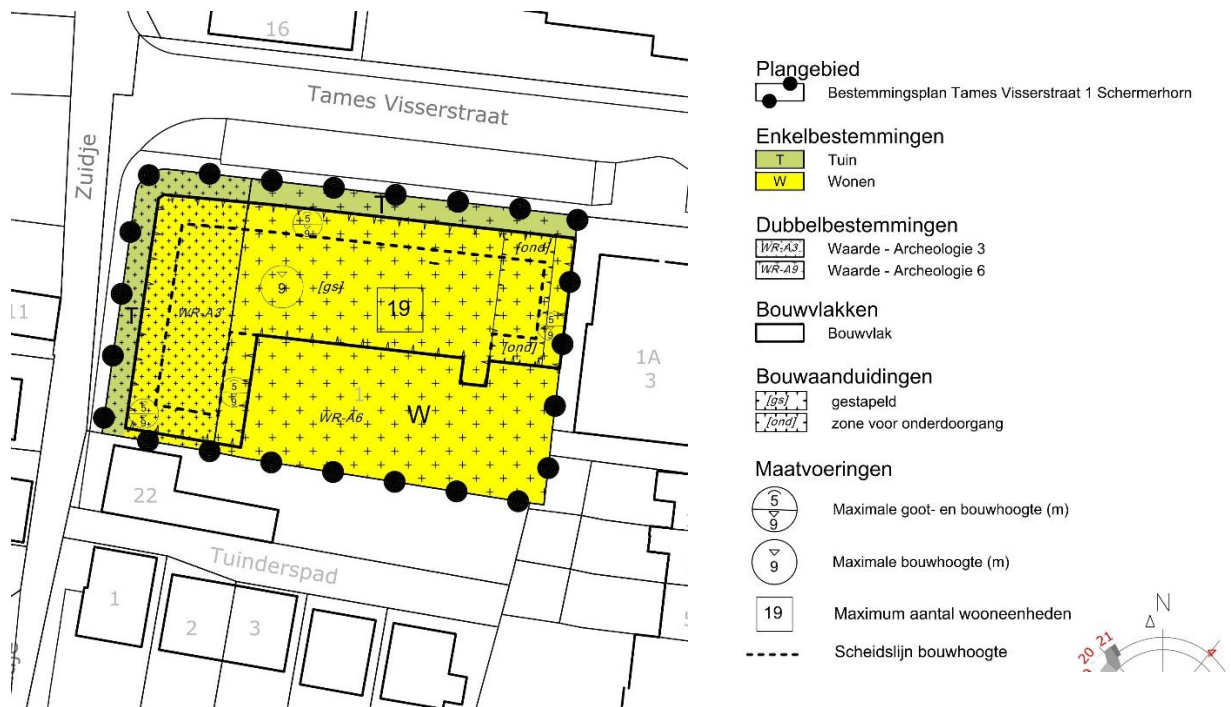 16
Tames Visserstraat
Zuidje
T
[ond]
5
9
9
[gs]
19
WR-A3
11
T
[ond]
5
9
1A
3
5
9
1
WR-A6
W
5
9
22
Tuinderspad
1
2
3
5
Plangebied
Bestemmingsplan Tames Visserstraat 1 Schermerhorn
Enkelbestemmingen
T Tuin
W Wonen
Dubbelbestemmingen
WR-A3 Waarde - Archeologie 3
WR-A9 Waarde - Archeologie 6
Bouwvlakken
Bouwvlak
Bouwaanduidingen
[gs] gestapeld
[ond] zone voor onderdoorgang
Maatvoeringen
5
9
Maximale goot- en bouwhoogte (m)
9 Maximale bouwhoogte (m)
19 Maximum aantal wooneenheden
Scheidslijn bouwhoogte
N
20 21
4